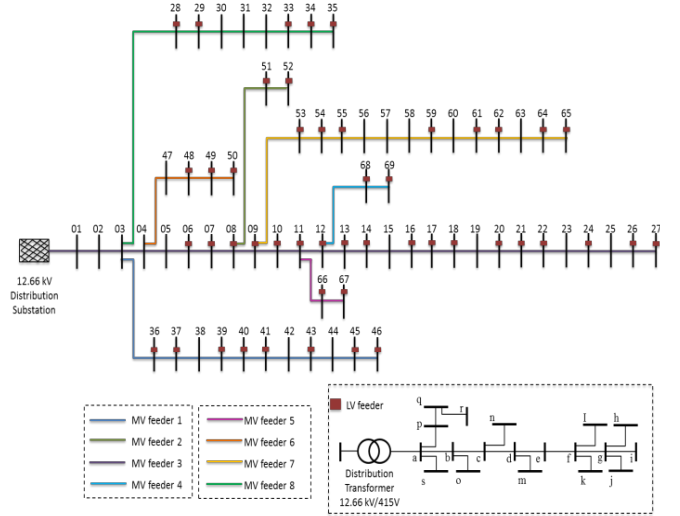 28 29 30 31 32 33 34 35
51 52
53 54 55 56 57 58 59 60 61 62 63 64 65
47 48 49 50
68 69
01 02 03 04 05 06 07 08 09 10 11 12 13 14 15 16 17 18 19 20 21 22 23 24 25 26 27
12.66 kV
Distribution
Substation
66 67
36 37 38 39 40 41 42 43 44 45 46
MV feeder 1
MV feeder 2
MV feeder 3
MV feeder 4
MV feeder 5
MV feeder 6
MV feeder 7
MV feeder 8
LV feeder
q
r
p
n
l
h
a b c d e f g i
s o m k j
Distribution
Transformer
12.66 kV/415V